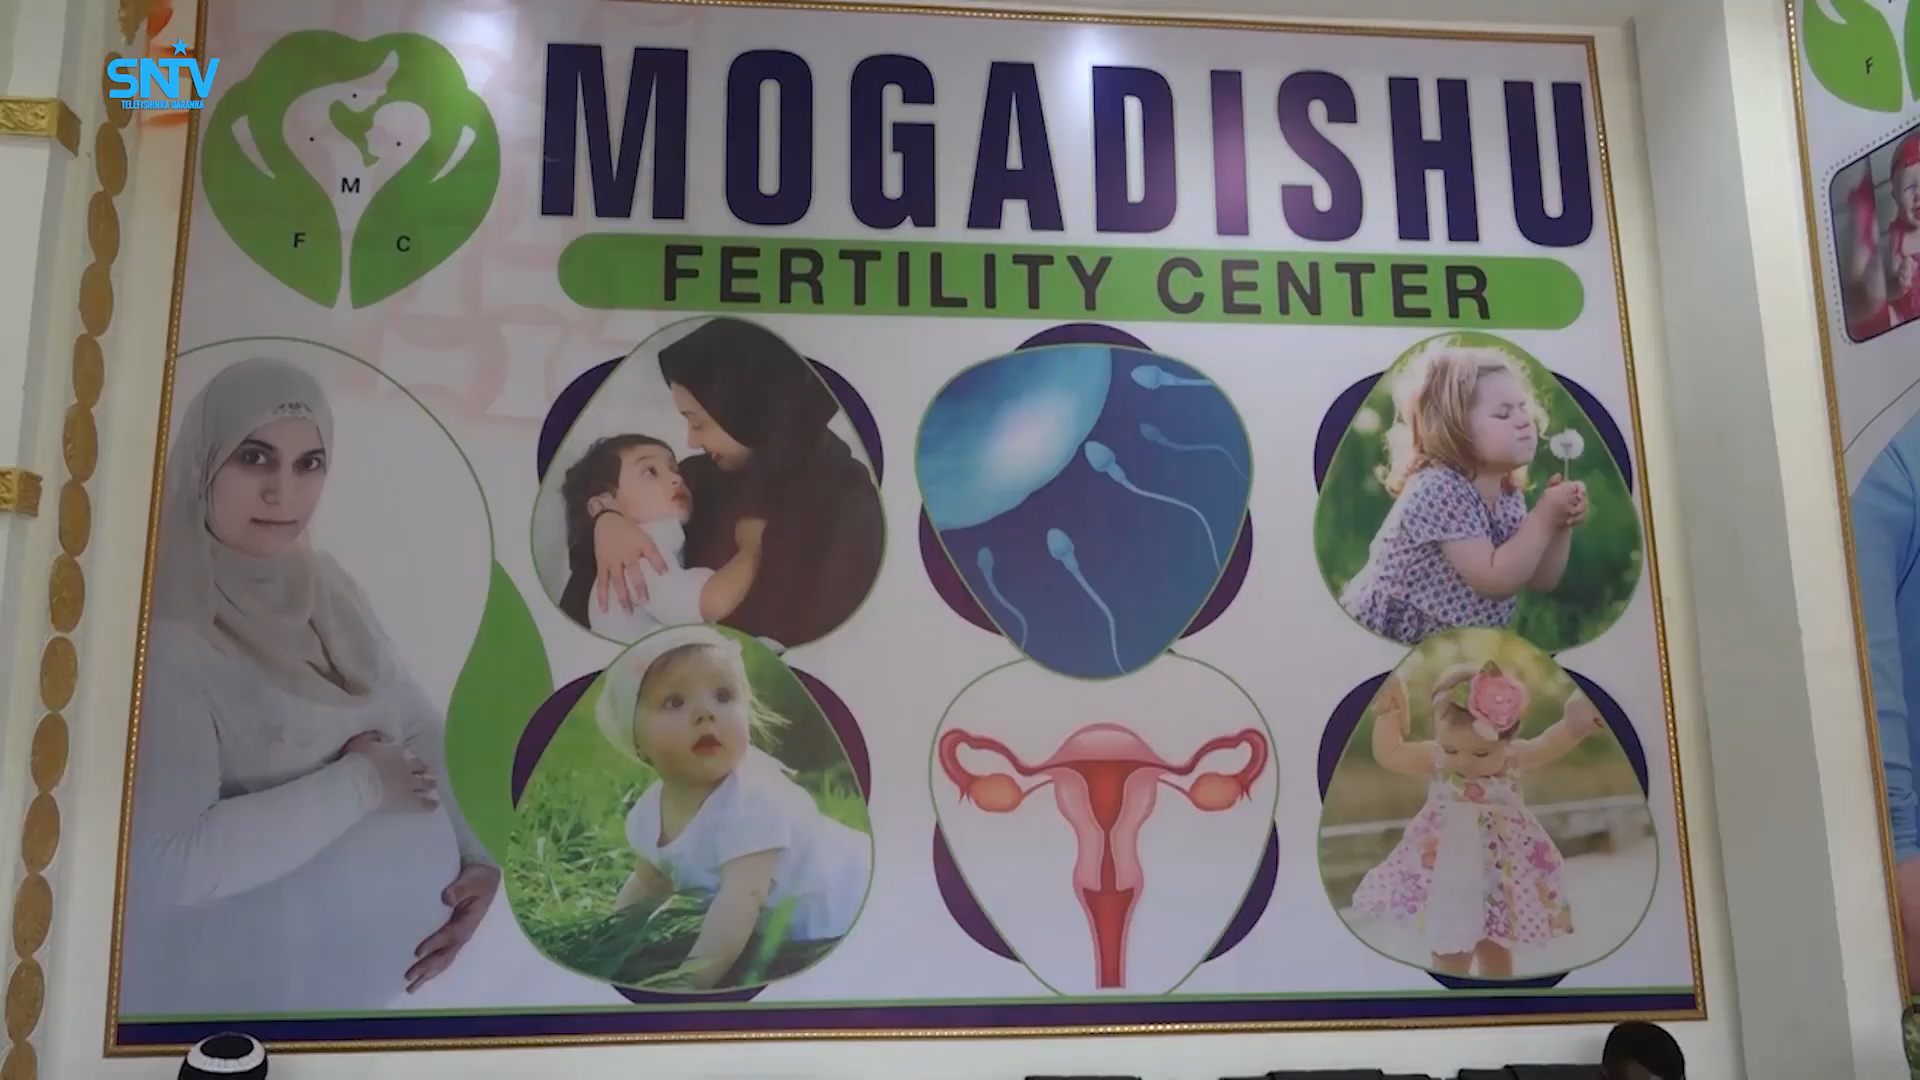 SNTV
TELEFISHINKA QARANKA
MOGADISHU
FERTILITY CENTER
M
F C
F